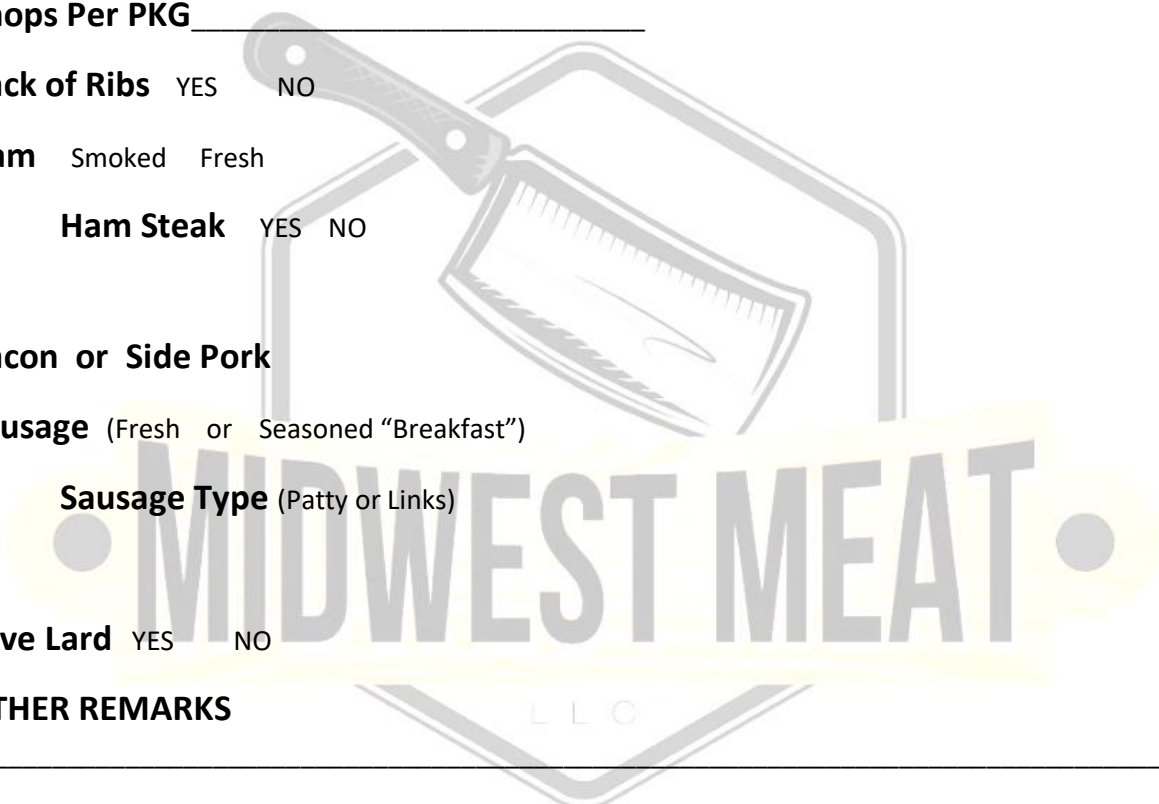 hops Per PKG_______________________________
ack of Ribs YES NO
am Smoked Fresh
Ham Steak YES NO
acon or Side Pork
usage (Fresh or Seasoned “Breakfast”)
Sausage Type (Patty or Links)
MIDWEST MEAT
ve Lard YES NO
THER REMARKS
LLC